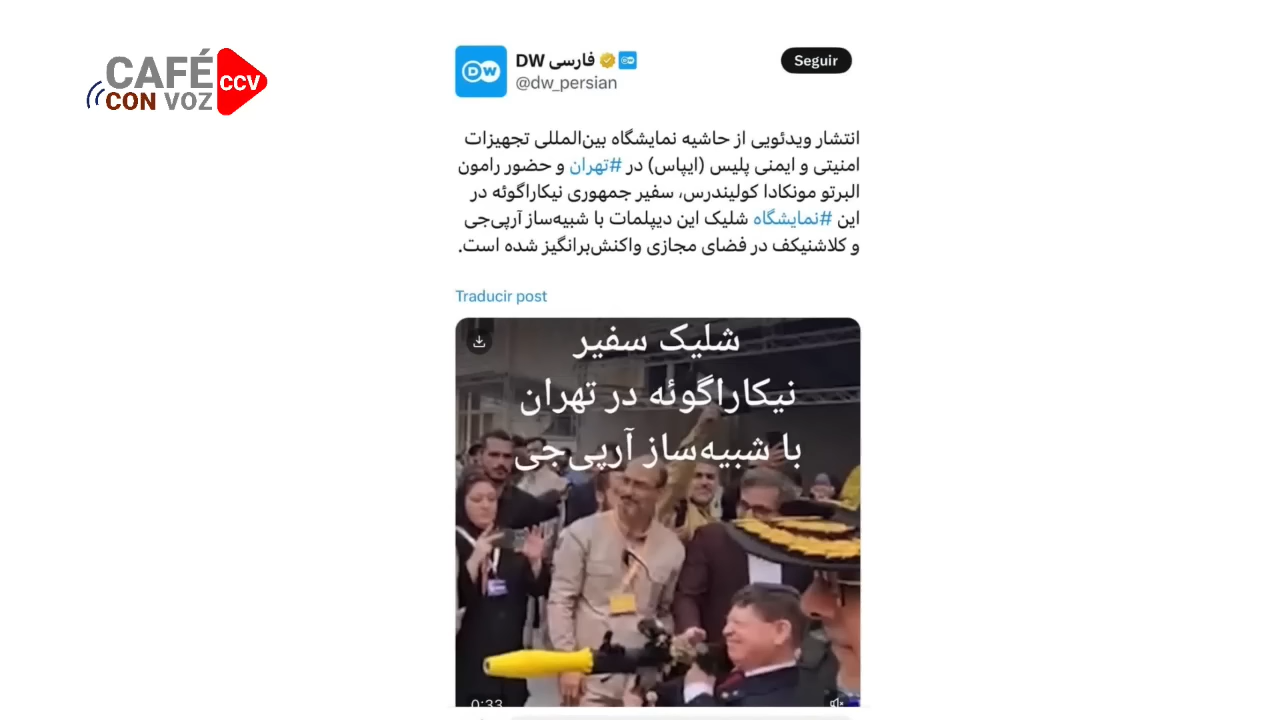 CAFÉ
CON VOZ
CCV
DW فارسی
@dw_persian
Seguir
انتشار ویدئویی از حاشیه نمایشگاه بین‌المللی تجهیزات
امنیتی و ایمنی پلیس (ایپاس) در #تهران و حضور رامون
البرتو مونکادا کولیندرس، سفیر جمهوری نیکاراگوئه در
این #نمایشگاه شلیک این دیپلمات با شبیه‌ساز آرپی‌جی
و کلاشنیکف در فضای مجازی واکنش‌برانگیز شده است.
Traducir post
شلیک سفیر
نیکاراگوئه در تهران
با شبیه‌ساز آرپی‌جی
0:33